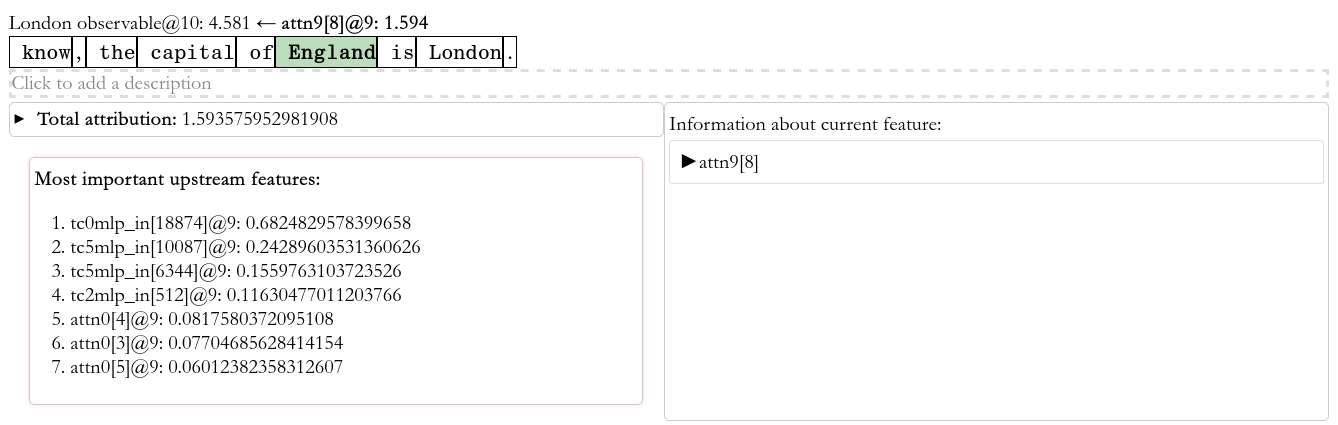 London observable@10: 4.581 ← attn9[8]@9: 1.594
know, the capital of England is London.
Click to add a description
► Total attribution: 1.593575952981908
Information about current feature:
►attn9[8]
Most important upstream features:
1. tc0mlp_in[18874]@9: 0.6824829578399658
2. tc5mlp_in[10087]@9: 0.24289603531360626
3. tc5mlp_in[6344]@9: 0.1559763103723526
4. tc2mlp_in[512]@9: 0.11630477011203766
5. attn0[4]@9: 0.0817580372095108
6. attn0[3]@9: 0.07704685628414154
7. attn0[5]@9: 0.06012382358312607